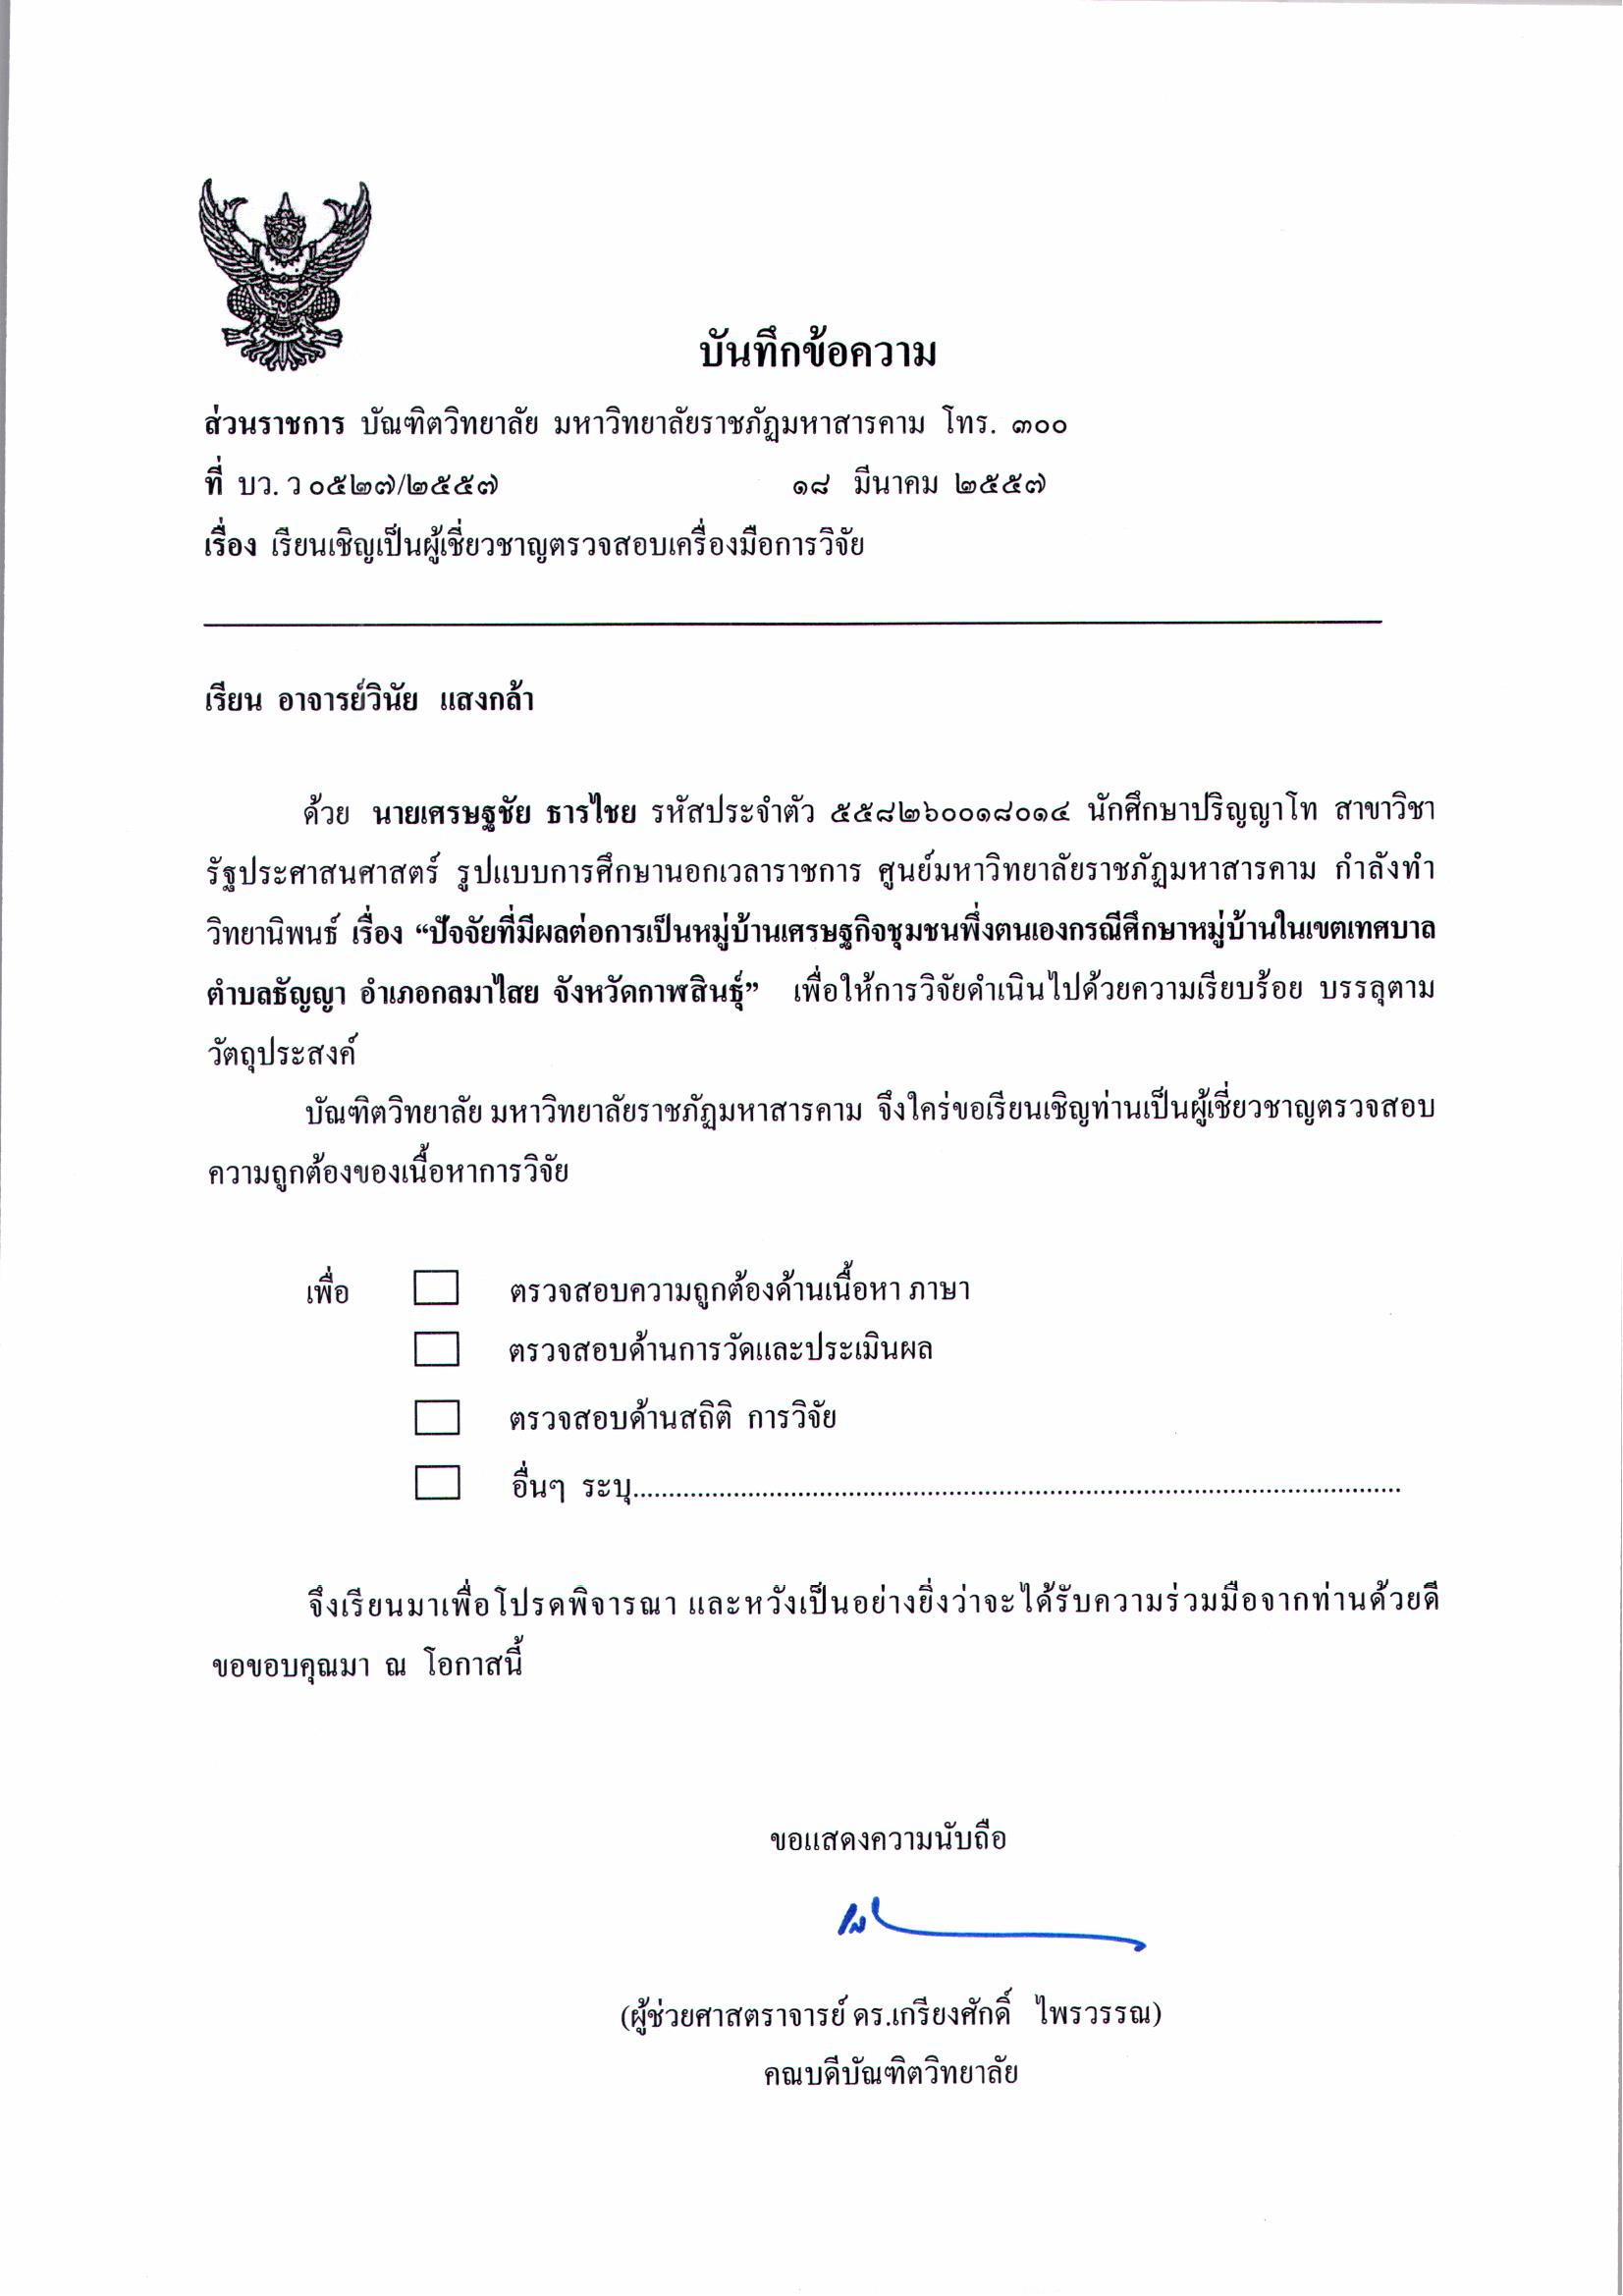 บันทึกข้อความ
ส่วนราชการ บัณฑิตวิทยาลัย มหาวิทยาลัยราชภัฏมหาสารคาม โทร. ๓๐๐
ที่ บว. ว ๐๕๒๗/๒๕๕๗ ๑๘ มีนาคม ๒๕๕๗
เรื่อง เรียนเชิญเป็นผู้เชี่ยวชาญตรวจสอบเครื่องมือการวิจัย
เรียน อาจารย์วินัย แสงกล้า
ด้วย นายเศรษฐชัย ธารไชย รหัสประจำตัว ๕๕๘๒๖๐๐๑๘๐๑๔ นักศึกษาปริญญาโท สาขาวิชา
รัฐประศาสนศาสตร์ รูปแบบการศึกษานอกเวลาราชการ ศูนย์มหาวิทยาลัยราชภัฏมหาสารคาม กำลังทำ
วิทยานิพนธ์ เรื่อง “ปัจจัยที่มีผลต่อการเป็นหมู่บ้านเศรษฐกิจชุมชนพึ่งตนเองกรณีศึกษาหมู่บ้านในเขตเทศบาล
ตำบลธัญญา อำเภอกลมาไสย จังหวัดกาฬสินธุ์” เพื่อให้การวิจัยดำเนินไปด้วยความเรียบร้อย บรรลุตาม
วัตถุประสงค์
บัณฑิตวิทยาลัย มหาวิทยาลัยราชภัฏมหาสารคาม จึงใคร่ขอเรียนเชิญท่านเป็นผู้เชี่ยวชาญตรวจสอบ
ความถูกต้องของเนื้อหาการวิจัย
เพื่อ ตรวจสอบความถูกต้องด้านเนื้อหา ภาษา
ตรวจสอบด้านการวัดและประเมินผล
ตรวจสอบด้านสถิติ การวิจัย
อื่นๆ ระบุ..........................................................................................................
จึงเรียนมาเพื่อโปรดพิจารณา และหวังเป็นอย่างยิ่งว่าจะได้รับความร่วมมือจากท่านด้วยดี
ขอขอบคุณมา ณ โอกาสนี้
ขอแสดงความนับถือ
(ผู้ช่วยศาสตราจารย์ ดร.เกรียงศักดิ์ ไพรวรรณ)
คณบดีบัณฑิตวิทยาลัย